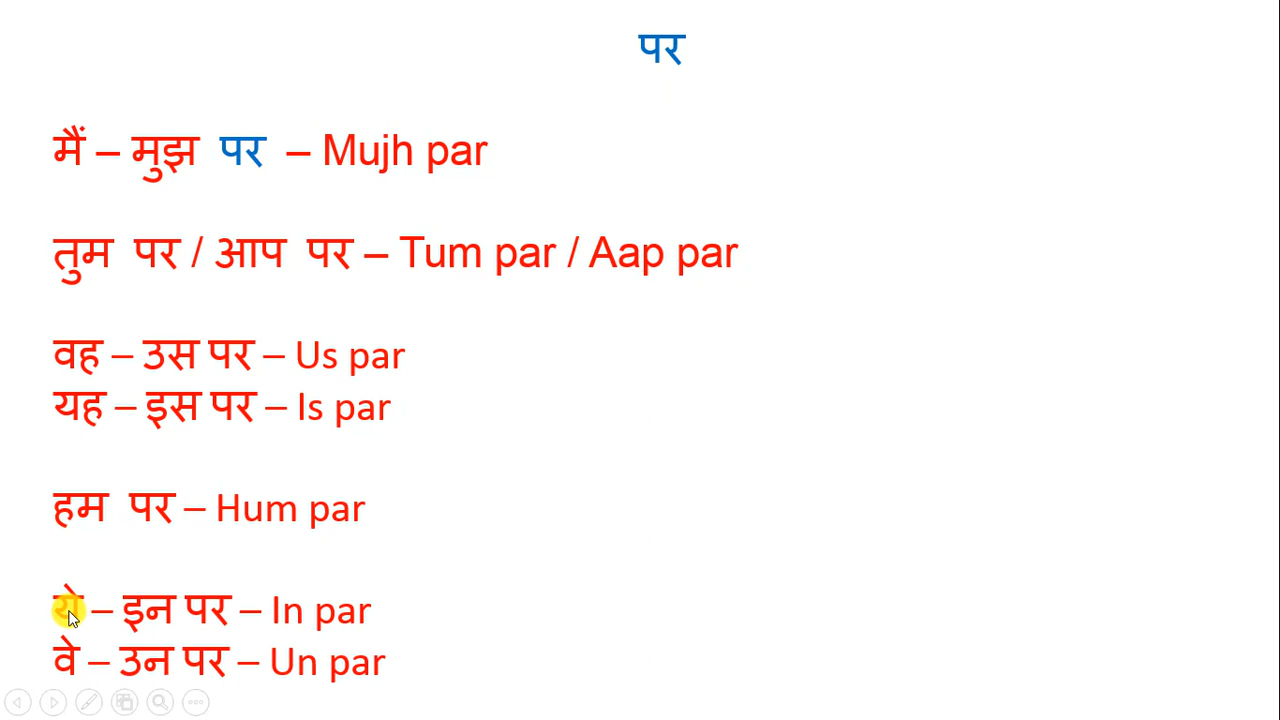 पर
मैं – मुझ पर – Mujh par
तुम पर / आप पर – Tum par / Aap par
वह – उस पर – Us par
यह – इस पर – Is par
हम पर – Hum par
ये – इन पर – In par
वे – उन पर – Un par